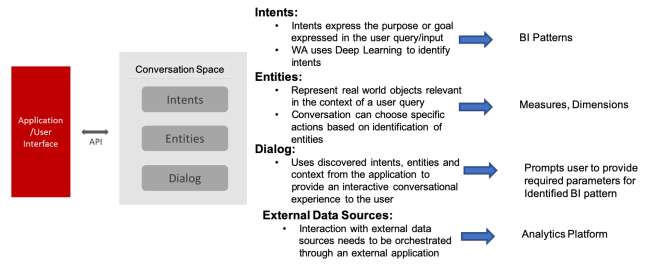 Application
/User
Interface
API
Conversation Space
Intents
Entities
Dialog
Intents:
• Intents express the purpose or goal
expressed in the user query/input
• WA uses Deep Learning to identify
intents
BI Patterns
Entities:
• Represent real world objects relevant
in the context of a user query
• Conversation can choose specific
actions based on identification of
entities
Measures, Dimensions
Dialog:
• Uses discovered intents, entities and
context from the application to
provide an interactive conversational
experience to the user
Prompts user to provide
required parameters for
Identified BI pattern
External Data Sources:
• Interaction with external data
sources needs to be orchestrated
through an external application
Analytics Platform